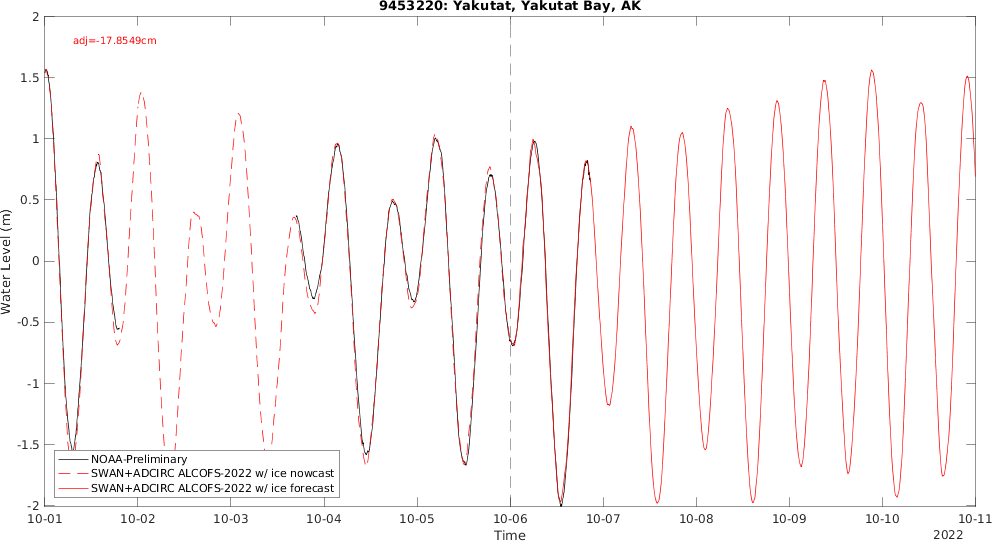 9453220: Yakutat, Yakutat Bay, AK
adj=-17.8549cm
Water Level (m)
2
1.5
1
0.5
0
-0.5
-1
-1.5
-2
NOAA-Preliminary
SWAN+ADCIRC ALCOFS-2022 w/ ice nowcast
SWAN+ADCIRC ALCOFS-2022 w/ ice forecast
10-01 10-02 10-03 10-04 10-05 10-06 10-07 10-08 10-09 10-10 10-11
Time
2022